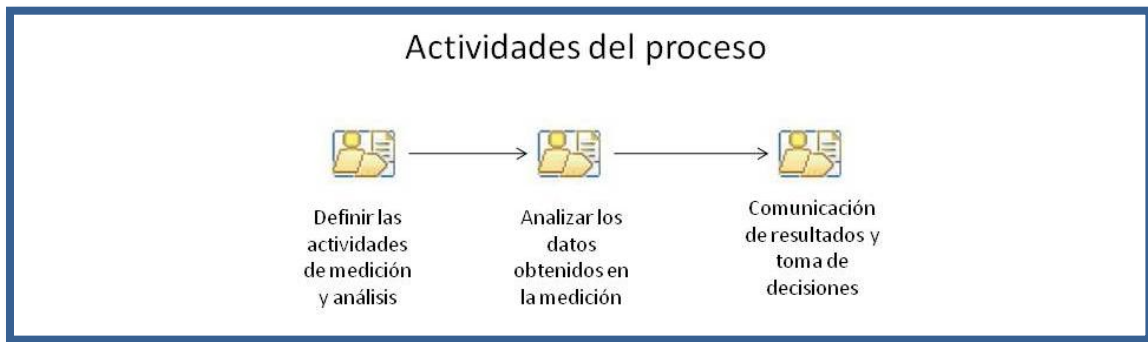 Actividades del proceso
Definir las
actividades
de medición
y análisis
Analizar los
datos
obtenidos en
la medición
Comunicación
de resultados y
toma de
decisiones